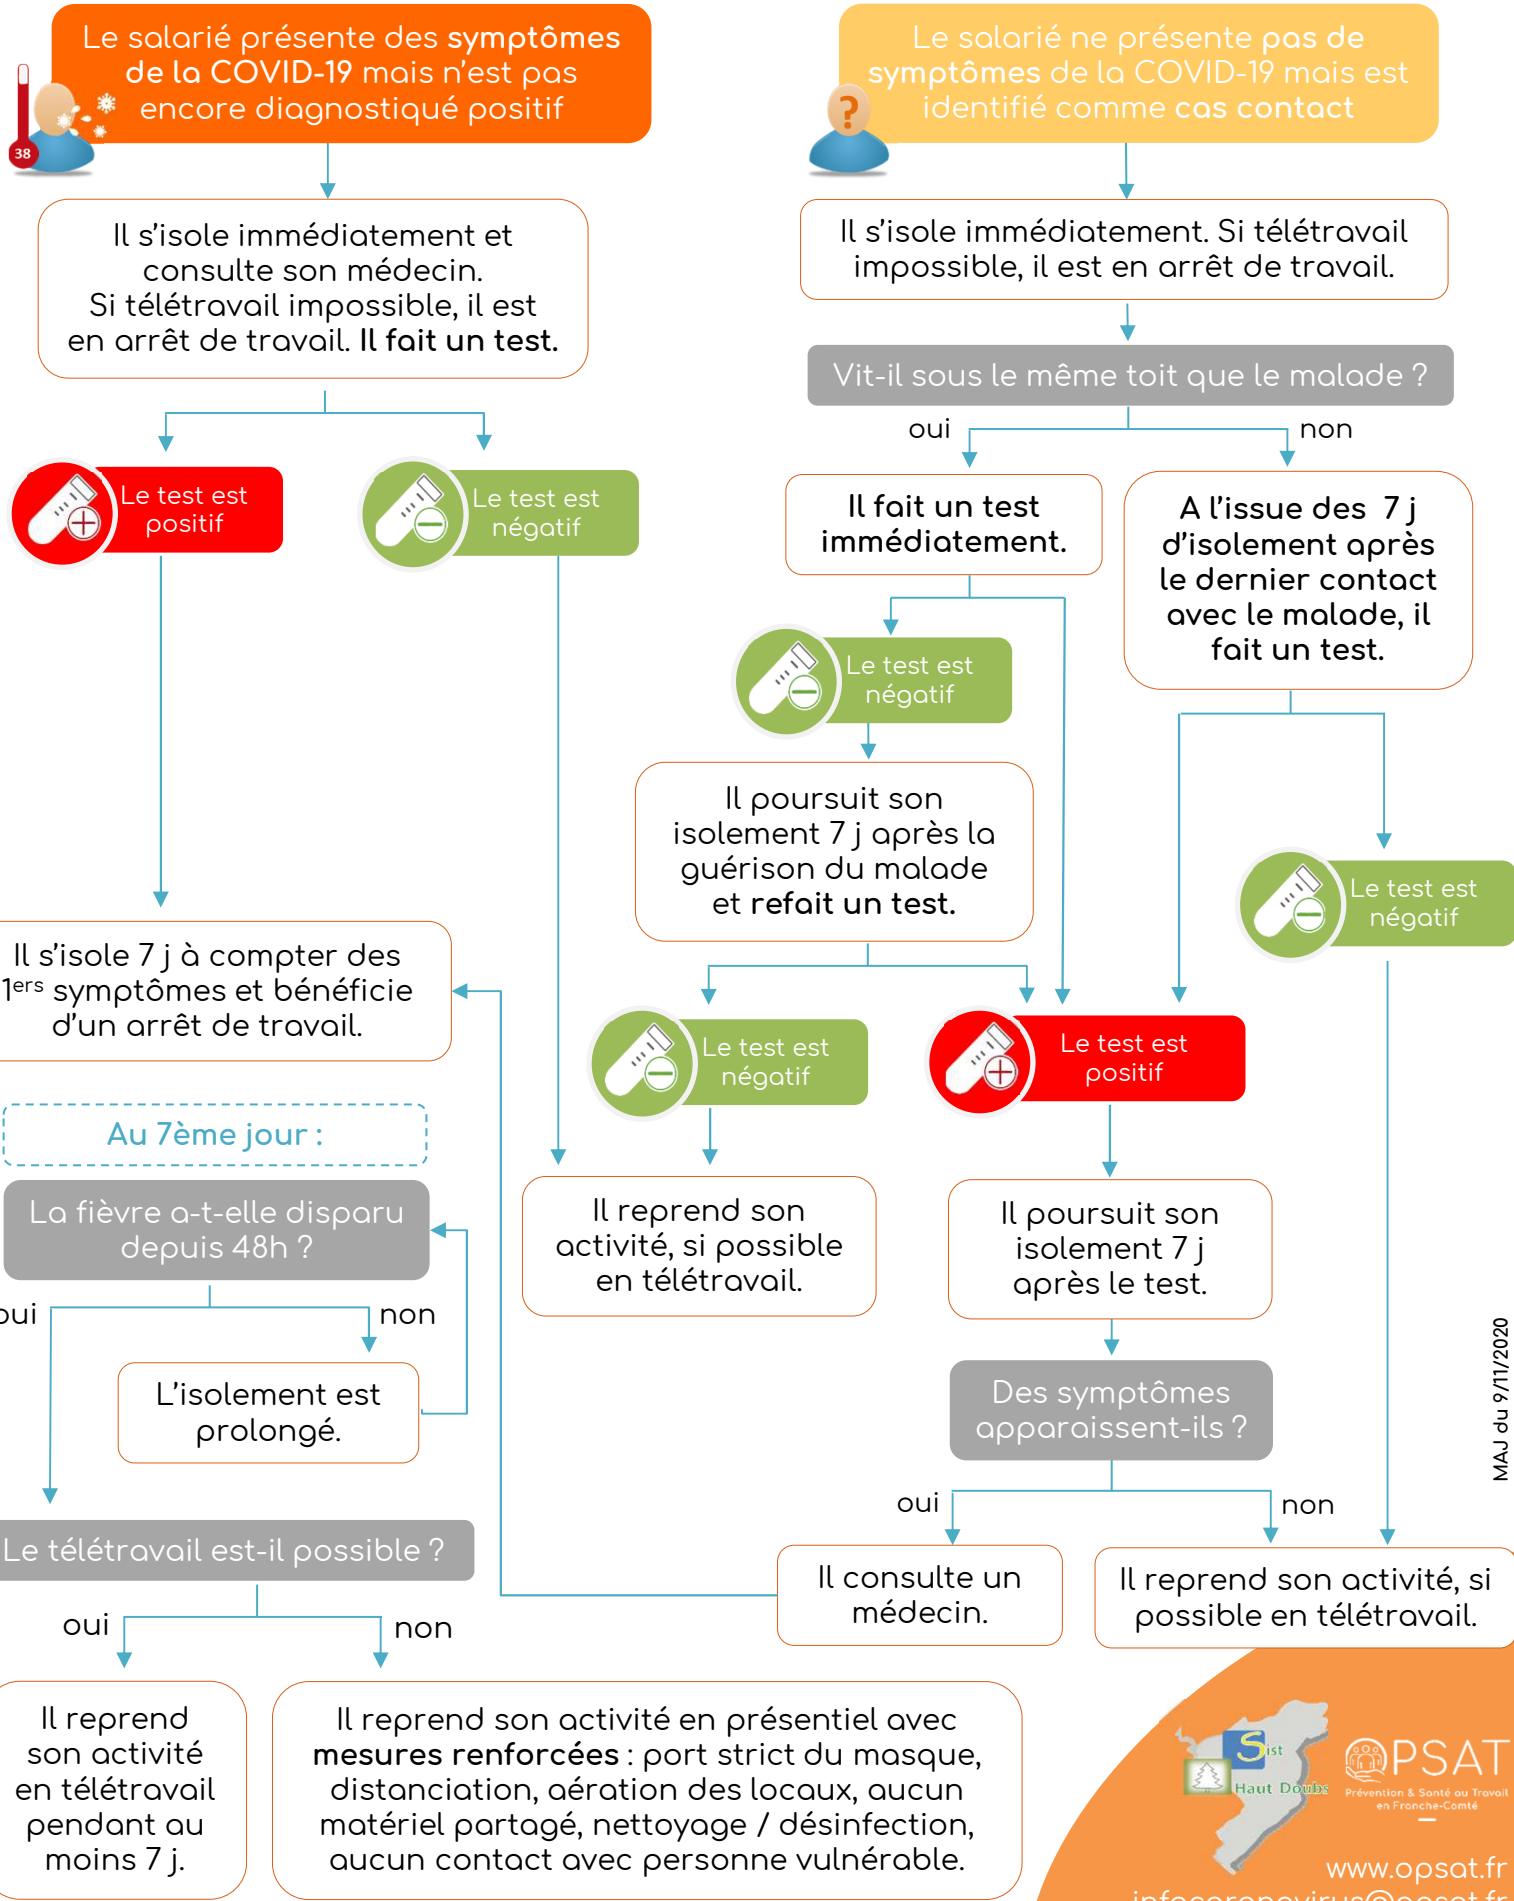 Le salarié présente des symptômes
de la COVID-19 mais n'est pas
encore diagnostiqué positif
38
Il s'isole immédiatement et
consulte son médecin.
Si télétravail impossible, il est
en arrêt de travail. Il fait un test.
Le test est
positif
Le test est
négatif
Il s'isole 7 j à compter des
1ers symptômes et bénéficie
d'un arrêt de travail.
Au 7ème jour :
La fièvre a-t-elle disparu
depuis 48h ?
oui
non
L'isolement est
prolongé.
Le télétravail est-il possible ?
oui
non
Il reprend
son activité
en télétravail
pendant au
moins 7 j.
Il reprend son activité en présentiel avec
mesures renforcées : port strict du masque,
distanciation, aération des locaux, aucun
matériel partagé, nettoyage / désinfection,
aucun contact avec personne vulnérable.
Le salarié ne présente pas de
symptômes de la COVID-19 mais est
identifié comme cas contact
?
Il s'isole immédiatement. Si télétravail
impossible, il est en arrêt de travail.
Vit-il sous le même toit que le malade ?
oui
non
Il fait un test
immédiatement.
A l'issue des 7 j
d'isolement après
le dernier contact
avec le malade, il
fait un test.
Le test est
négatif
Il poursuit son
isolement 7 j après la
guérison du malade
et refait un test.
Le test est
négatif
Le test est
négatif
Le test est
positif
Il reprend son
activité, si possible
en télétravail.
Il poursuit son
isolement 7 j
après le test.
Des symptômes
apparaissent-ils ?
oui
non
Il consulte un
médecin.
Il reprend son activité, si
possible en télétravail.
MAJ du 9/11/2020
Sist
Haut Doubs
OPSAT
Prévention & Santé au Travail
en Franche-Comté
www.opsat.fr
infocoronavirus@opsat.fr